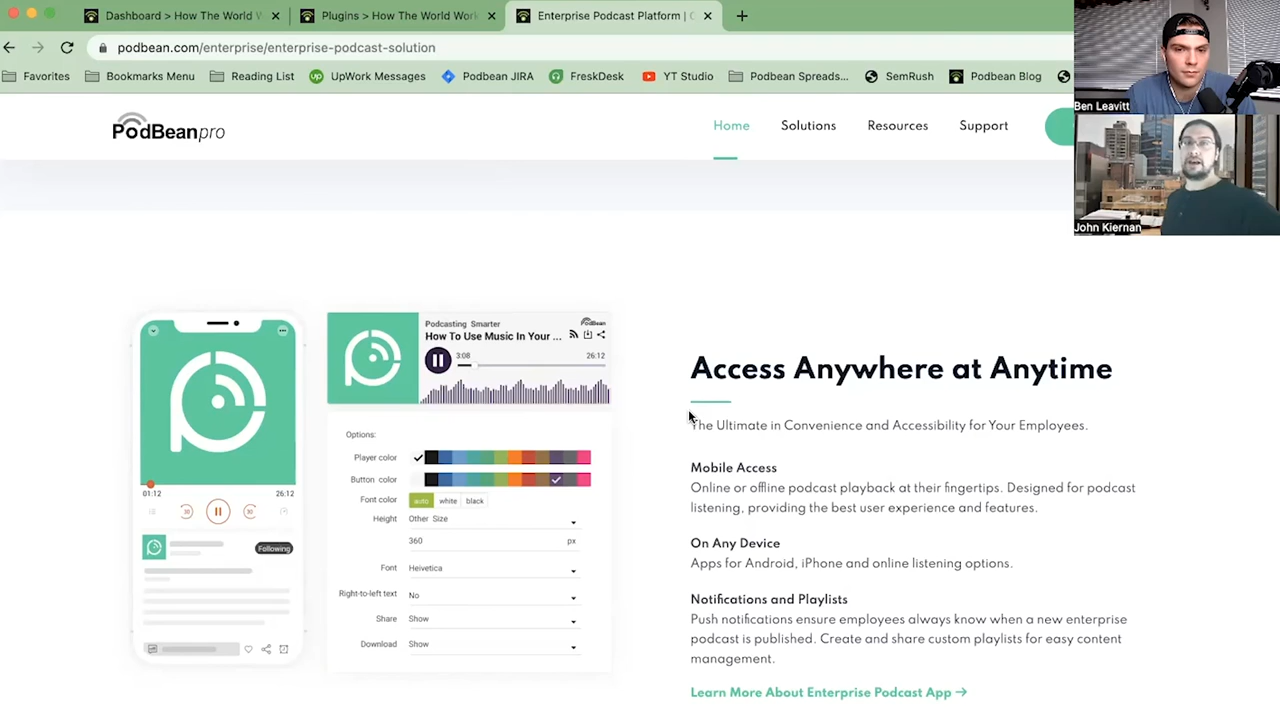 Dashboard > How The World W
Plugins > How The World Work
Enterprise Podcast Platform |
podbean.com/enterprise/enterprise-podcast-solution
Favorites
Bookmarks Menu
Reading List
up
UpWork Messages
Podbean JIRA
FreskDesk
YT Studio
Podbean Spreads...
SemRush
Podbean Blog
Ben Leavitt
John Kiernan
PodBeanpro
Home
Solutions
Resources
Support
Podcasting Smarter
PodBean
How To Use Music In Your ...
3:08
26:12
01:12
26:12
30
30
Following
Options:
Player color
Button color
Font color
auto
white
black
Height
Other Size
360
px
Font
Helvetica
Right-to-left text
No
Share
Show
Download
Show
Access Anywhere at Anytime
The Ultimate in Convenience and Accessibility for Your Employees.
Mobile Access
Online or offline podcast playback at their fingertips. Designed for podcast
listening, providing the best user experience and features.
On Any Device
Apps for Android, iPhone and online listening options.
Notifications and Playlists
Push notifications ensure employees always know when a new enterprise
podcast is published. Create and share custom playlists for easy content
management.
Learn More About Enterprise Podcast App →